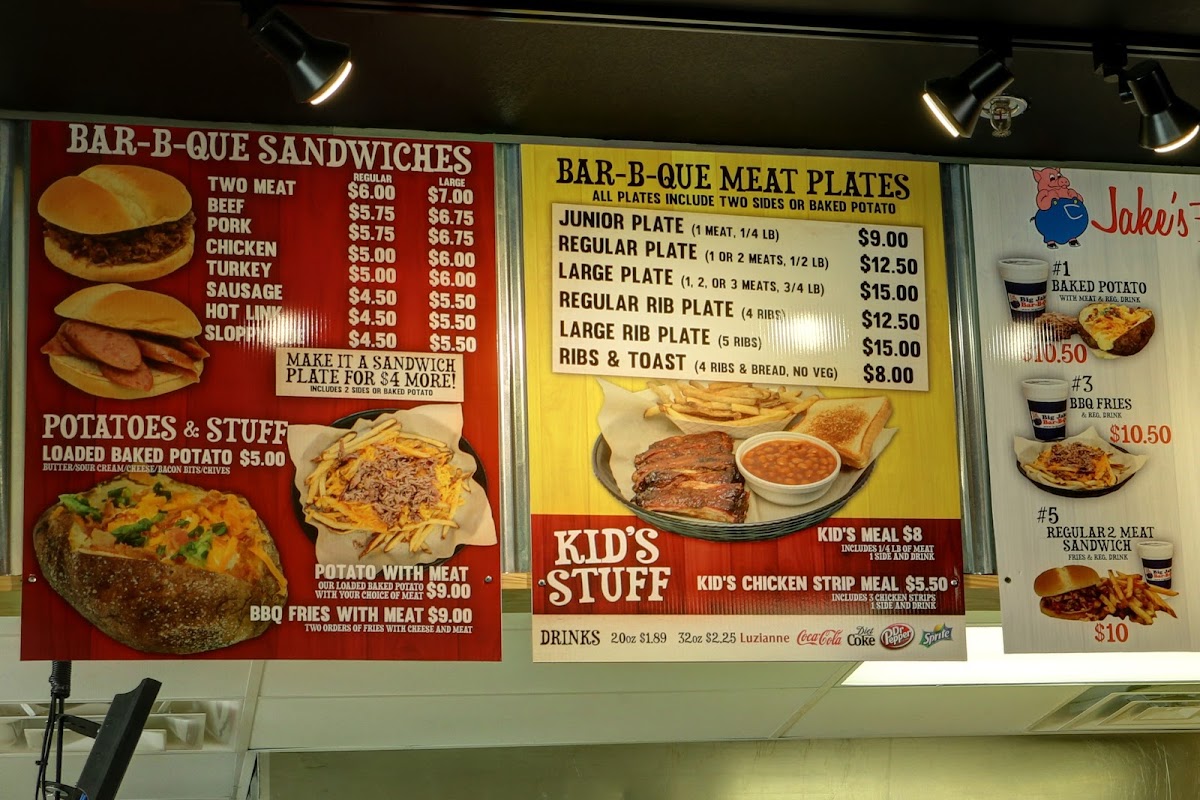 BAR-B-QUE SANDWICHES
REGULAR LARGE
TWO MEAT $6.00 $7.00
BEEF $5.75 $6.75
PORK $5.75 $6.75
CHICKEN $5.00 $6.00
TURKEY $5.00 $6.00
SAUSAGE $4.50 $5.50
HOT LINK $4.50 $5.50
$4.50 $5.50
MAKE IT A SANDWICH
PLATE FOR $4 MORE!
INCLUDES 2 SIDES OR BAKED POTATO
POTATOES & STUFF
LOADED BAKED POTATO $5.00
BUTTER/SOUR CREAM/CHEESE/BACON BITS/CHIVES
POTATO WITH MEAT
OUR LOADED BAKED POTATO
WITH YOUR CHOICE OF MEAT $9.00
BBQ FRIES WITH MEAT $9.00
TWO ORDERS OF FRIES WITH CHEESE AND MEAT
BAR-B-QUE MEAT PLATES
ALL PLATES INCLUDE TWO SIDES OR BAKED POTATO
JUNIOR PLATE (1 MEAT, 1/4 LB) $9.00
REGULAR PLATE (1 OR 2 MEATS, 1/2 LB) $12.50
LARGE PLATE (1, 2, OR 3 MEATS, 3/4 LB) $15.00
REGULAR RIB PLATE (4 RIBS) $12.50
LARGE RIB PLATE (5 RIBS) $15.00
RIBS & TOAST (4 RIBS & BREAD, NO VEG) $8.00
KID'S
STUFF
KID'S MEAL $8
INCLUDES 1/4 LB OF MEAT
1 SIDE AND DRINK
KID'S CHICKEN STRIP MEAL $5.50
INCLUDES 3 CHICKEN STRIPS
1 SIDE AND DRINK
DRINKS 20oz $1.89 32oz $2.25 Luzianne Coca-Cola Diet Coke Dr Pepper Sprite
Jake's
#1
BAKED POTATO
WITH MEAT & REG. DRINK
$10.50
#3
BBQ FRIES
& REG. DRINK
$10.50
#5
REGULAR 2 MEAT
SANDWICH
FRIES & REG. DRINK
$10